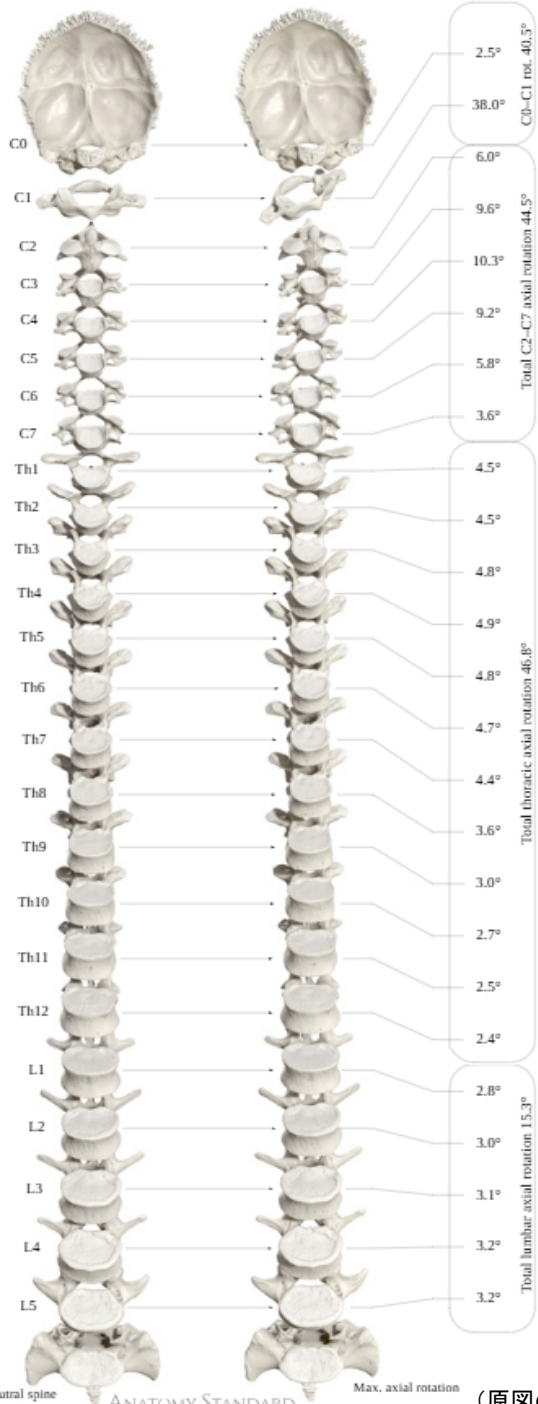 2.5°
C0–C1 rot. 40.5°
38.0°
C0
6.0°
C1
9.6°
C2
10.3°
Total C2–C7 axial rotation 44.5°
C3
9.2°
C4
5.8°
C5
3.6°
C6
C7
Th1
4.5°
Th2
4.5°
Th3
4.8°
Th4
4.9°
Th5
4.8°
Th6
4.7°
Total thoracic axial rotation 46.8°
Th7
4.4°
Th8
3.6°
Th9
3.0°
Th10
2.7°
Th11
2.5°
Th12
2.4°
L1
2.8°
L2
3.0°
L3
3.1°
Total lumbar axial rotation 15.3°
L4
3.2°
L5
3.2°
utral spine
ANATOMY STANDARD
Max. axial rotation
(原図